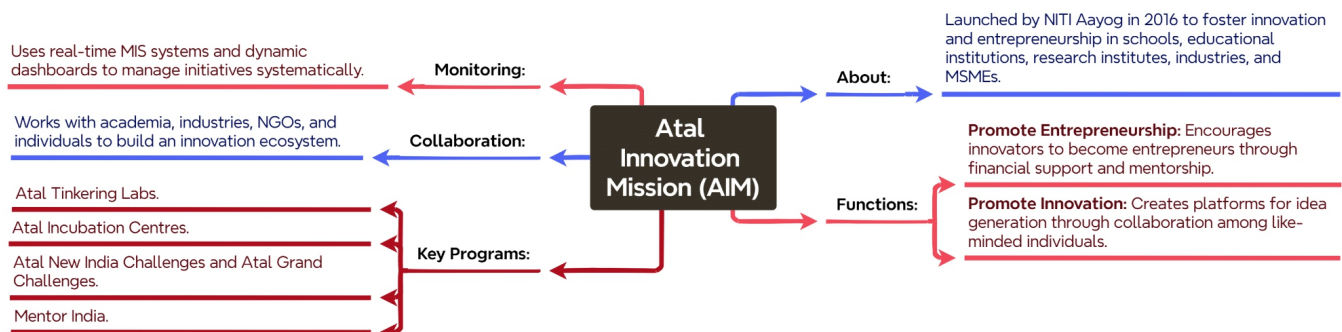 Atal
Innovation
Mission (AIM)
About:
Launched by NITI Aayog in 2016 to foster innovation
and entrepreneurship in schools, educational
institutions, research institutes, industries, and
MSMEs.
Functions:
Promote Entrepreneurship: Encourages
innovators to become entrepreneurs through
financial support and mentorship.
Promote Innovation: Creates platforms for idea
generation through collaboration among like-
minded individuals.
Monitoring:
Uses real-time MIS systems and dynamic
dashboards to manage initiatives systematically.
Collaboration:
Works with academia, industries, NGOs, and
individuals to build an innovation ecosystem.
Key Programs:
Atal Tinkering Labs.
Atal Incubation Centres.
Atal New India Challenges and Atal Grand
Challenges.
Mentor India.